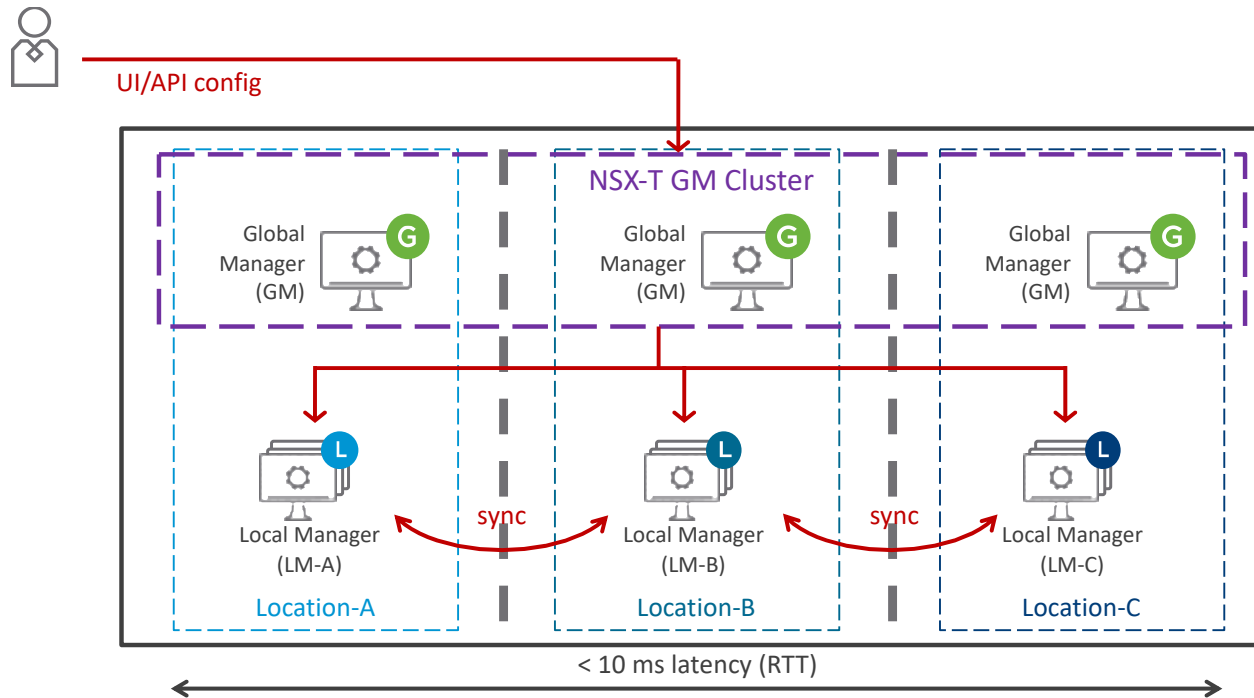 UI/API config
NSX-T GM Cluster
Global
Manager
(GM)
G
Global
Manager
(GM)
G
Global
Manager
(GM)
G
L
Local Manager
(LM-A)
Location-A
sync
L
Local Manager
(LM-B)
Location-B
sync
L
Local Manager
(LM-C)
Location-C
< 10 ms latency (RTT)